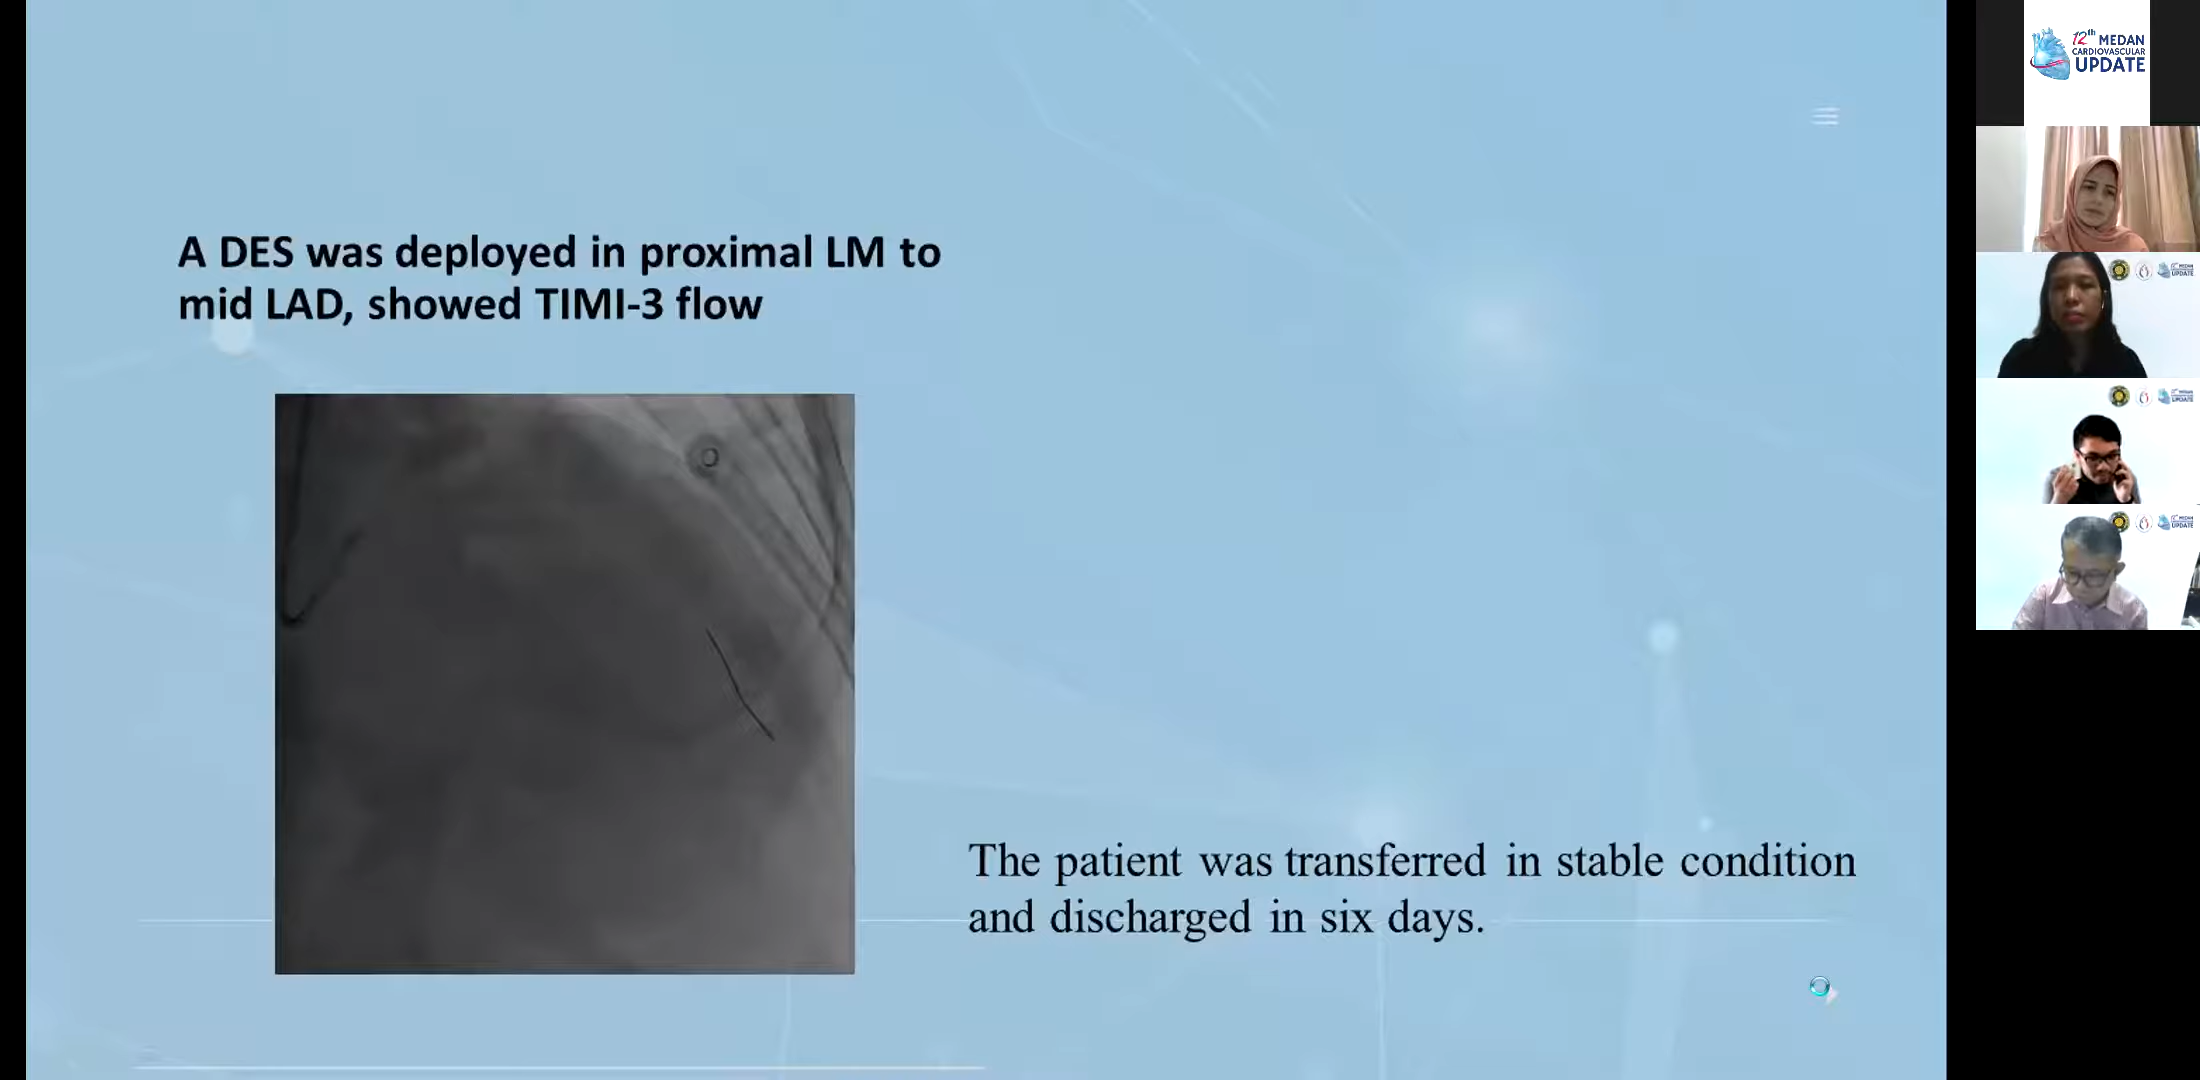 A DES was deployed in proximal LM to
mid LAD, showed TIMI-3 flow
The patient was transferred in stable condition
and discharged in six days.
12th MEDAN
CARDIOVASCULAR
UPDATE